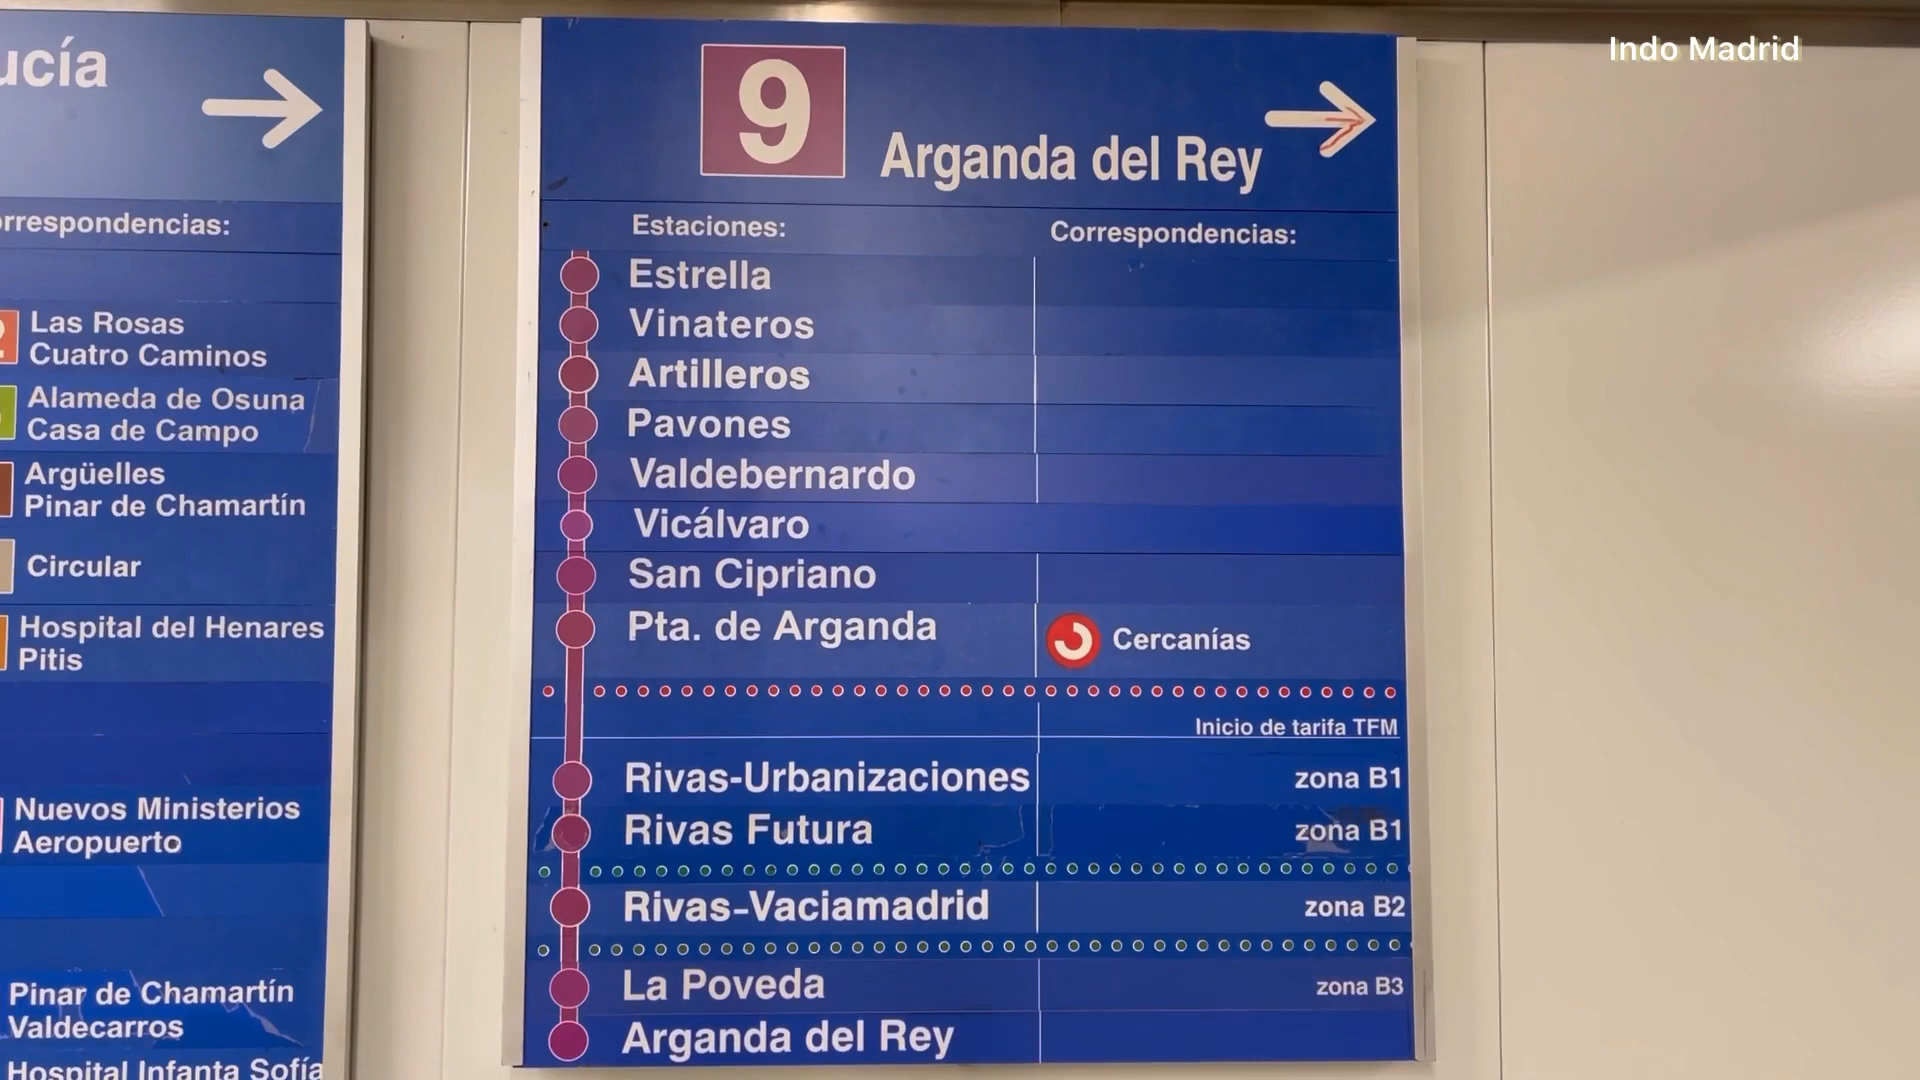 Indo Madrid
ucía
rrespondencias:
Las Rosas
Cuatro Caminos
Alameda de Osuna
Casa de Campo
Argüelles
Pinar de Chamartín
Circular
Hospital del Henares
Pitis
Nuevos Ministerios
Aeropuerto
Pinar de Chamartín
Valdecarros
Hospital Infanta Sofía
9 Arganda del Rey
Estaciones: Correspondencias:
Estrella
Vinateros
Artilleros
Pavones
Valdebernardo
Vicálvaro
San Cipriano
Pta. de Arganda Cercanías
Inicio de tarifa TFM
Rivas-Urbanizaciones zona B1
Rivas Futura zona B1
Rivas-Vaciamadrid zona B2
La Poveda zona B3
Arganda del Rey